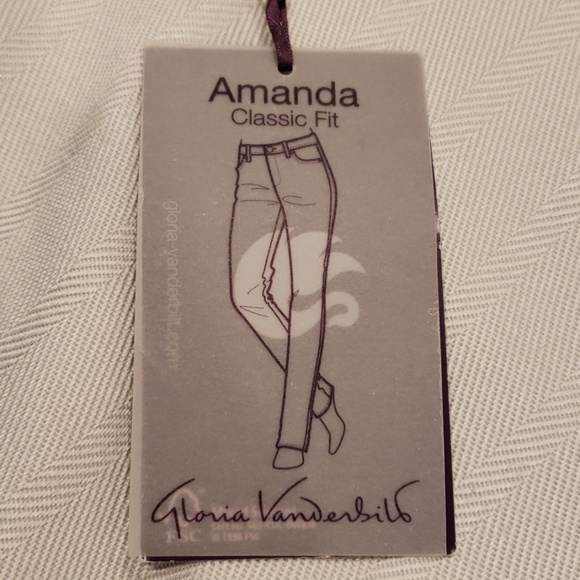 Amanda
Classic Fit
gloria-vanderbilt.com
Gloria Vanderbilt
FSC